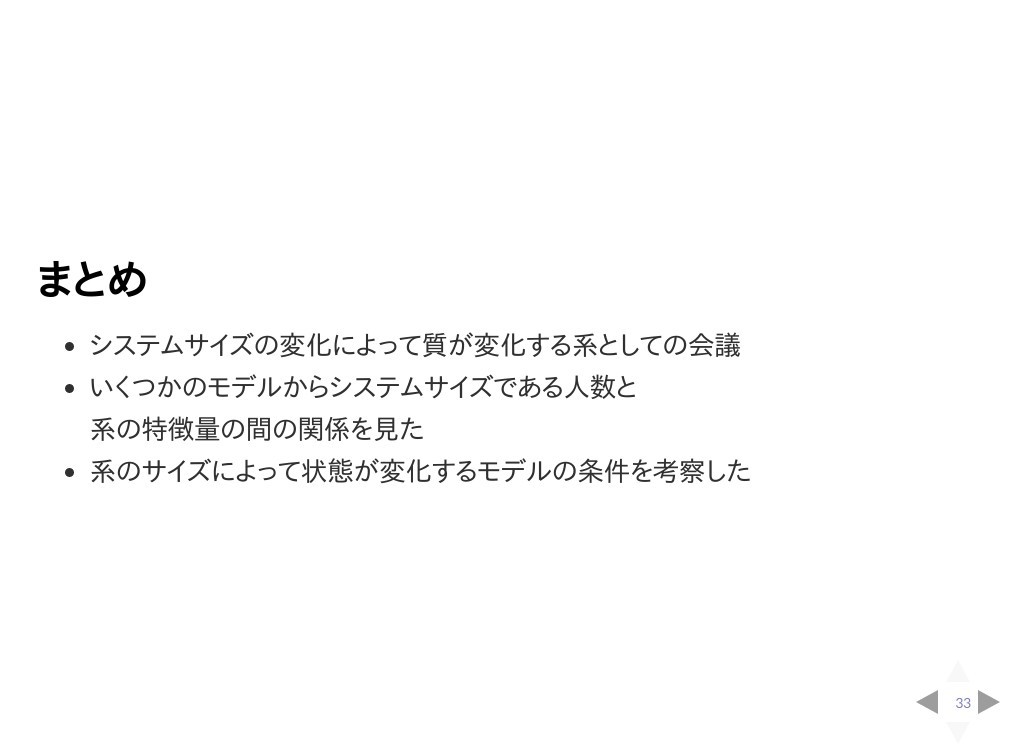 まとめ
システムサイズの変化によって質が変化する系としての会議
いくつかのモデルからシステムサイズである人数と
系の特徴量の間の関係を見た
系のサイズによって状態が変化するモデルの条件を考察した
33